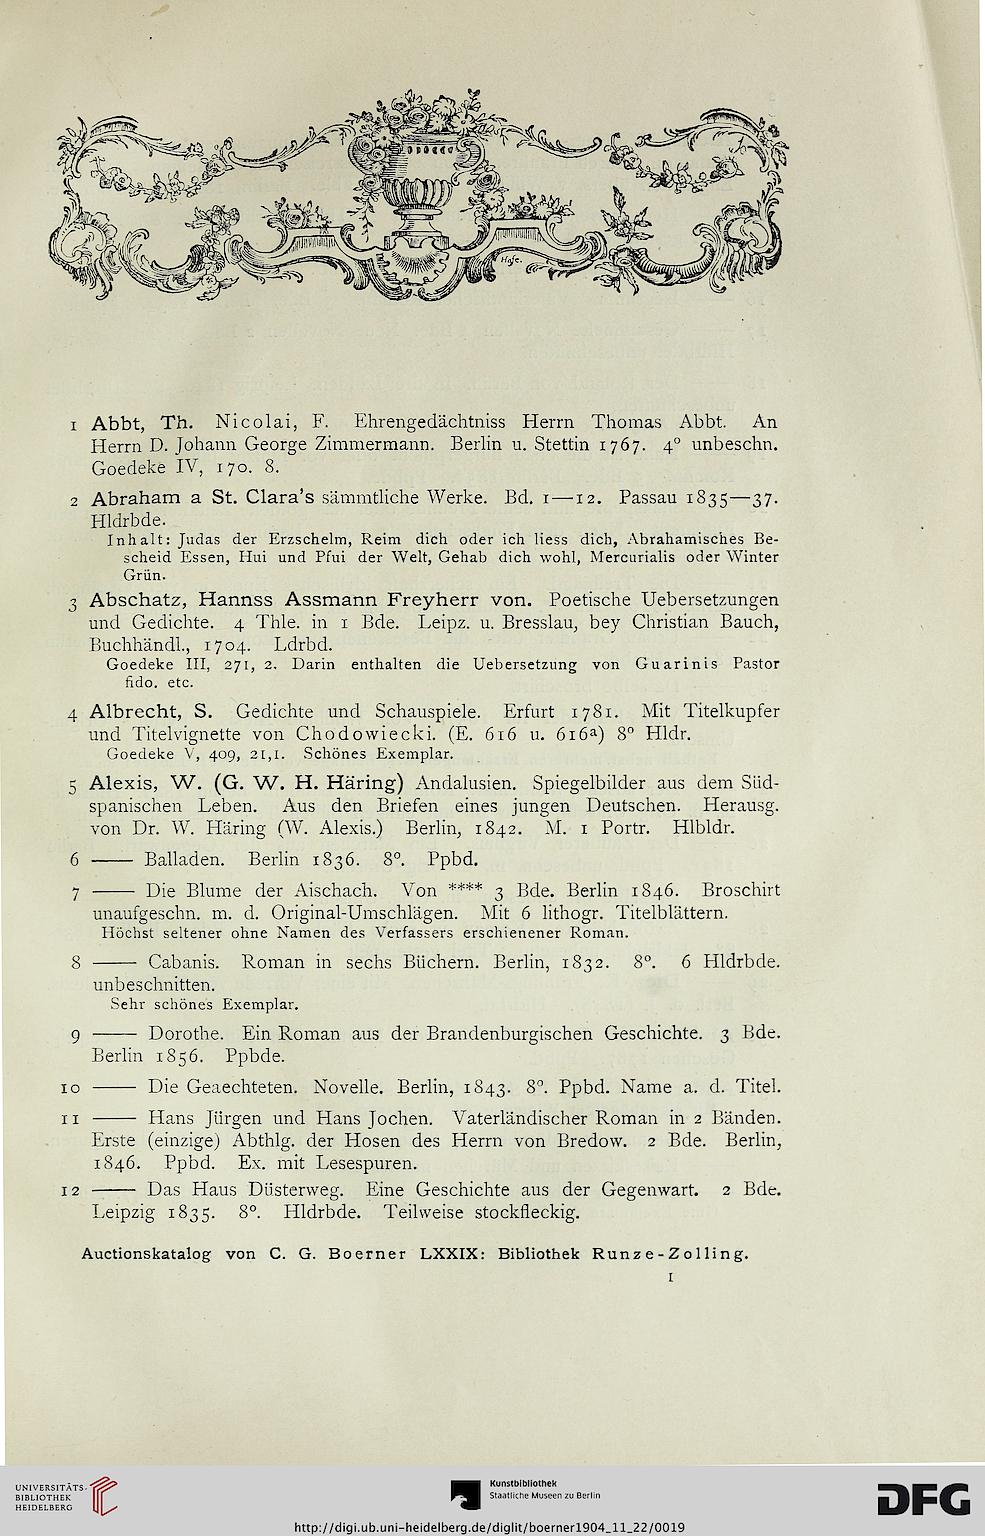 Hase.
1 Abbt, Th. Nicolai, F. Ehrengedächtniss Herrn Thomas Abbt. An
Herrn D. Johann George Zimmermann. Berlin u. Stettin 1767. 4° unbeschn.
Goedeke IV, 170. 8.
2 Abraham a St. Clara's sämmtliche Werke. Bd. 1—12. Passau 1835—37.
Hldrbde.
Inhalt: Judas der Erzschelm, Reim dich oder ich liess dich, Abrahamisches Be-
scheid Essen, Hui und Pfui der Welt, Gehab dich wohl, Mercurialis oder Winter
Grün.
3 Abschatz, Hannss Assmann Freyherr von. Poetische Uebersetzungen
und Gedichte. 4 Thle. in 1 Bde. Leipz. u. Bresslau, bey Christian Bauch,
Buchhändl., 1704. Ldrbd.
Goedeke III, 271, 2. Darin enthalten die Uebersetzung von Guarinis Pastor
fido. etc.
4 Albrecht, S. Gedichte und Schauspiele. Erfurt 1781. Mit Titelkupfer
und Titelvignette von Chodowiecki. (E. 616 u. 616a) 8° Hldr.
Goedeke V, 409, 21,1. Schönes Exemplar.
5 Alexis, W. (G. W. H. Häring) Andalusien. Spiegelbilder aus dem Süd-
spanischen Leben. Aus den Briefen eines jungen Deutschen. Herausg.
von Dr. W. Häring (W. Alexis.) Berlin, 1842. M. 1 Portr. Hlbldr.
6 —— Balladen. Berlin 1836. 8°. Ppbd.
7 —— Die Blume der Aischach. Von **** 3 Bde. Berlin 1846. Broschirt
unaufgeschn. m. d. Original-Umschlägen. Mit 6 lithogr. Titelblättern.
Höchst seltener ohne Namen des Verfassers erschienener Roman.
8 —— Cabanis. Roman in sechs Büchern. Berlin, 1832. 8°. 6 Hldrbde.
unbeschnitten.
Sehr schönes Exemplar.
9 —— Dorothe. Ein Roman aus der Brandenburgischen Geschichte. 3 Bde.
Berlin 1856. Ppbde.
10 —— Die Geaechteten. Novelle. Berlin, 1843. 8°. Ppbd. Name a. d. Titel.
11 —— Hans Jürgen und Hans Jochen. Vaterländischer Roman in 2 Bänden.
Erste (einzige) Abthlg. der Hosen des Herrn von Bredow. 2 Bde. Berlin,
1846. Ppbd. Ex. mit Lesespuren.
12 —— Das Haus Düsterweg. Eine Geschichte aus der Gegenwart. 2 Bde.
Leipzig 1835. 8°. Hldrbde. Teilweise stockfleckig.
Auctionskatalog von C. G. Boerner LXXIX: Bibliothek Runze-Zolling.
1
UNIVERSITÄTS-
BIBLIOTHEK
HEIDELBERG
Kunstbibliothek
Staatliche Museen zu Berlin
DFG
http://digi.ub.uni-heidelberg.de/diglit/boerner1904_11_22/0019